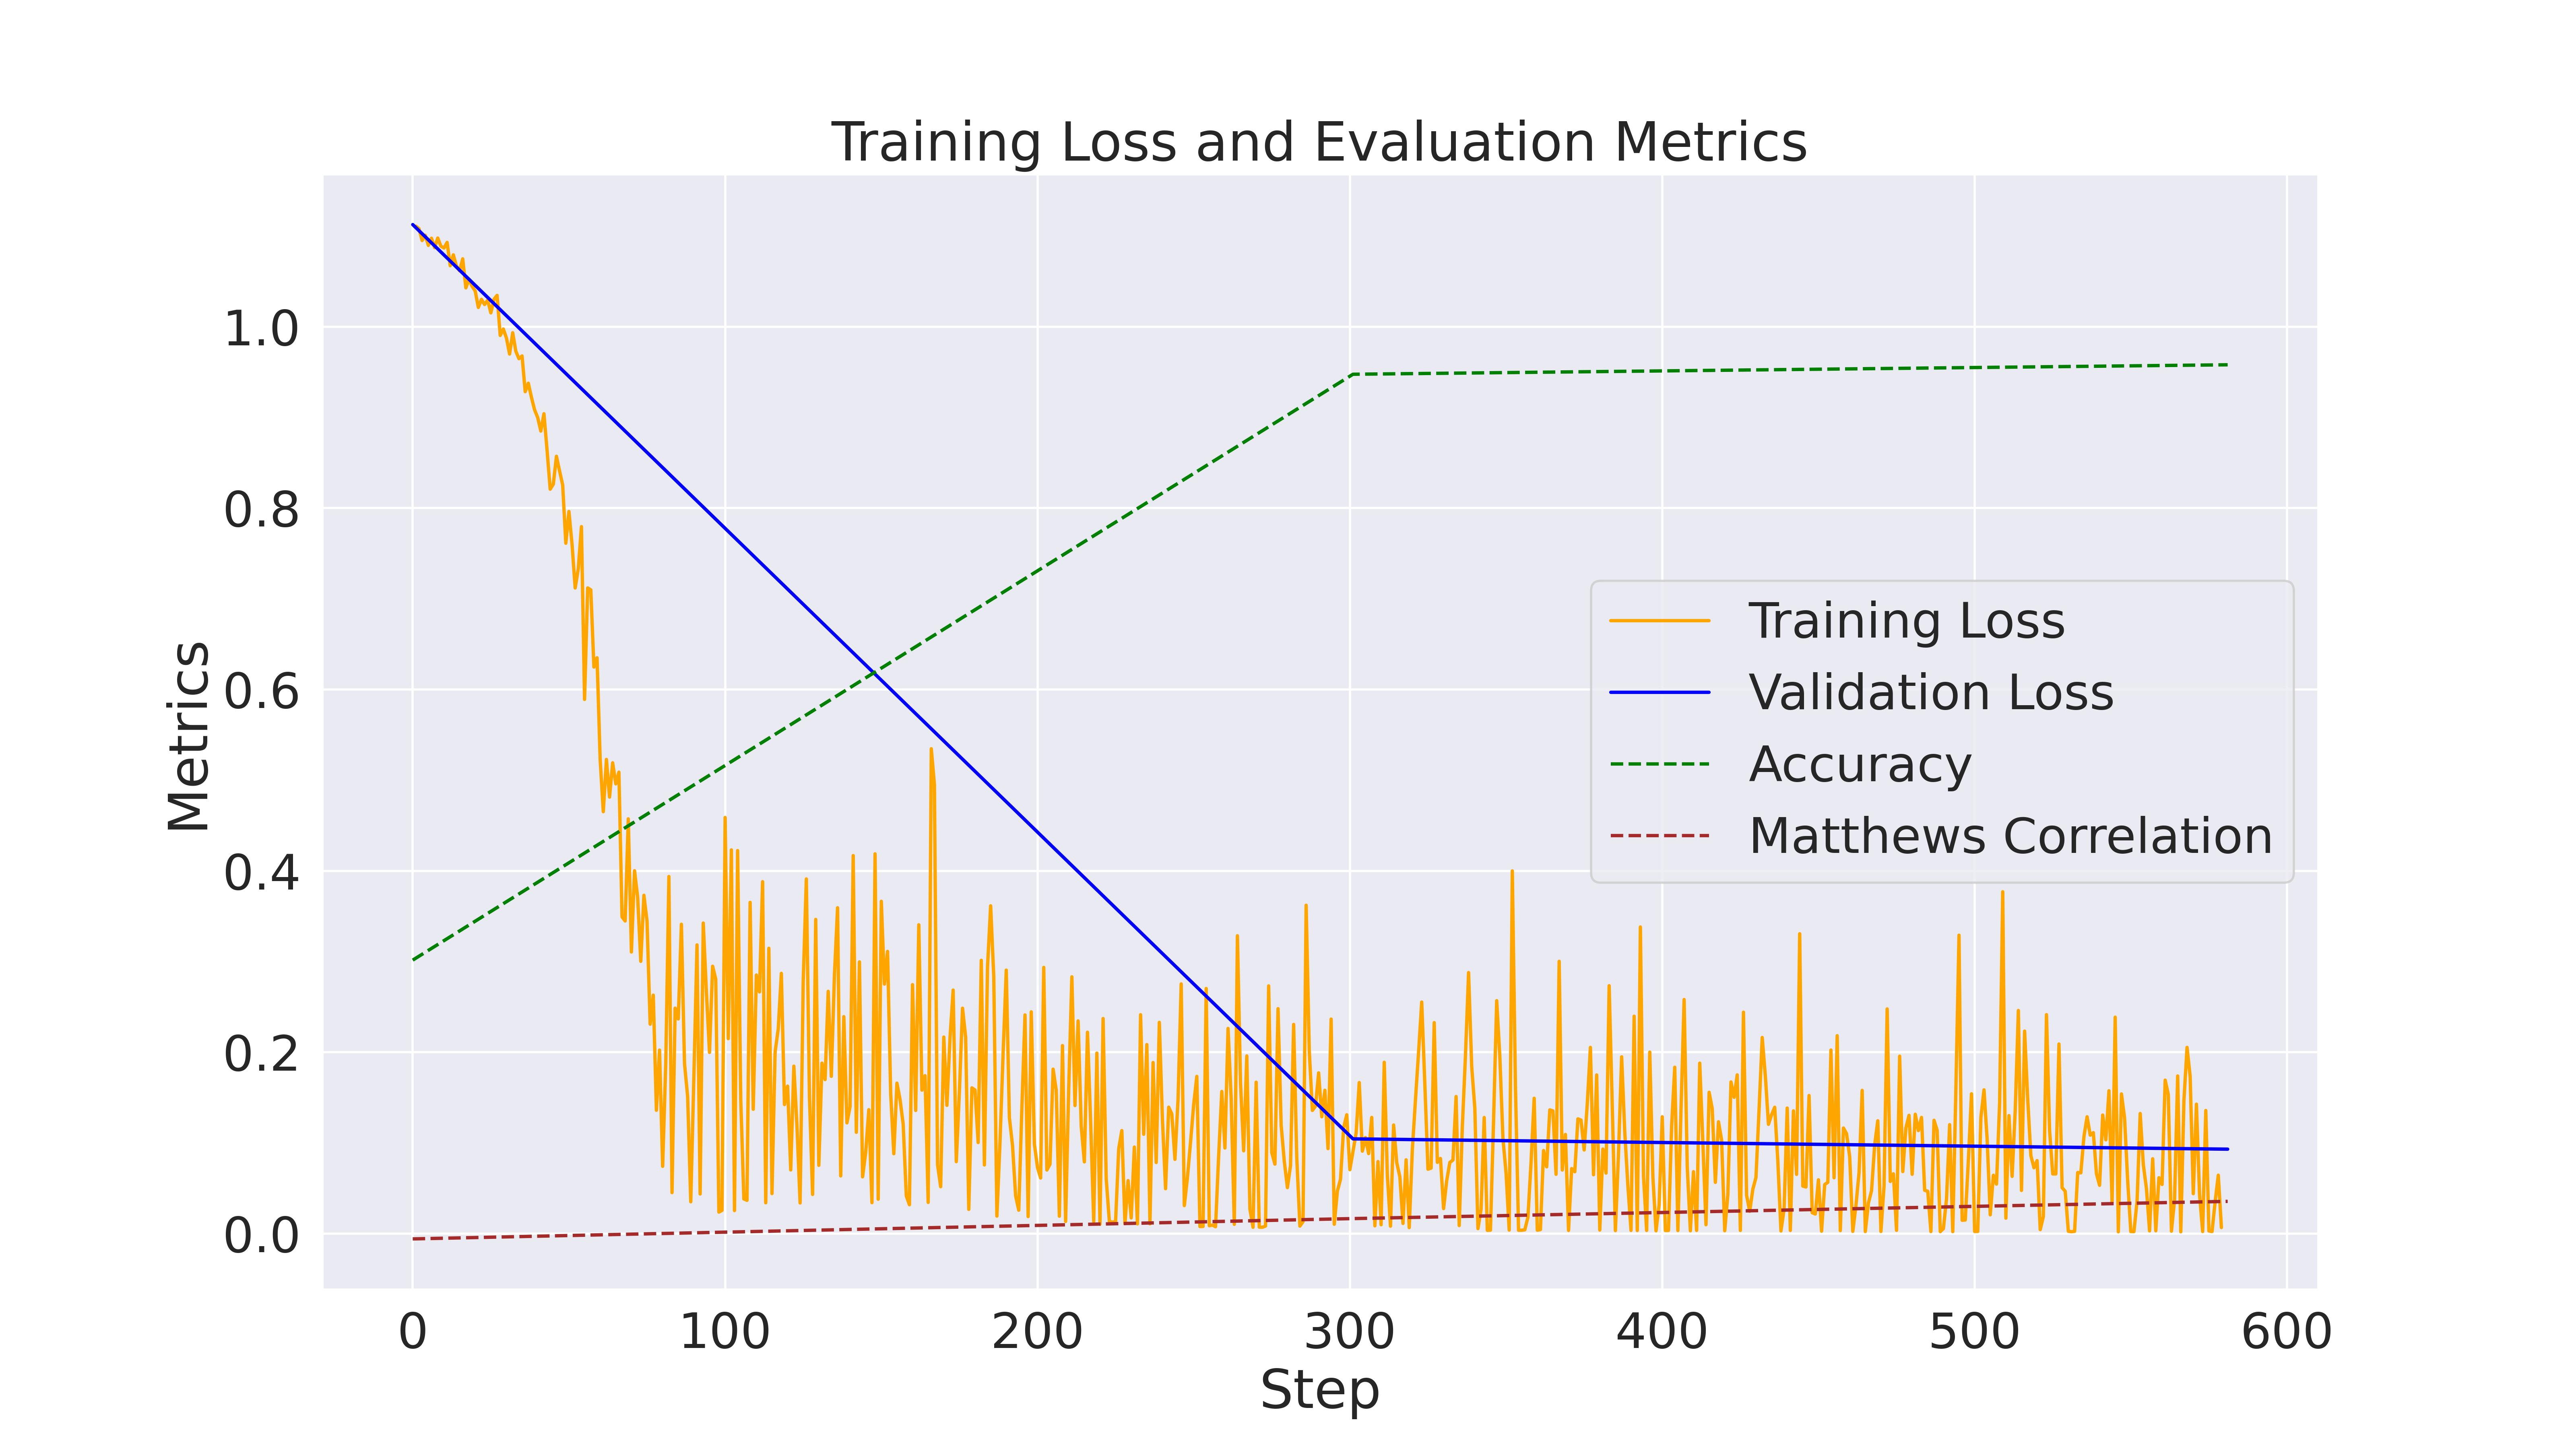 Training Loss and Evaluation Metrics
Metrics
1.0
0.8
0.6
0.4
0.2
0.0
Training Loss
Validation Loss
Accuracy
Matthews Correlation
0 100 200 300 400 500 600
Step